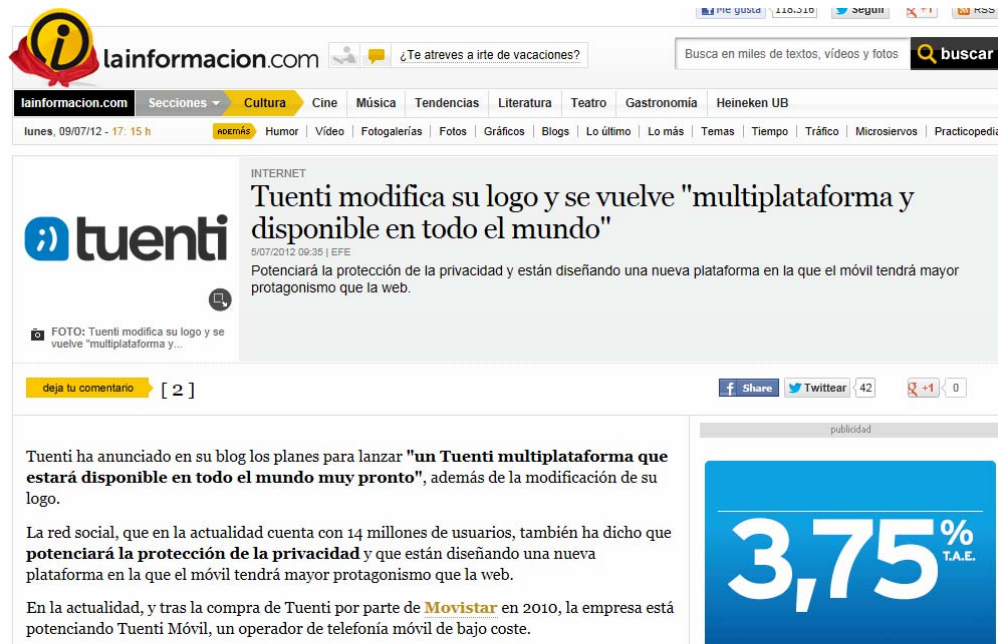 Me gusta 118.316 Seguir +1 RSS
lainformacion.com
¿Te atreves a irte de vacaciones?
Busca en miles de textos, vídeos y fotos
buscar
lainformacion.com Secciones Cultura Cine Música Tendencias Literatura Teatro Gastronomía Heineken UB
lunes, 09/07/12 - 17: 15 h ADEMÁS Humor Vídeo Fotogalerías Fotos Gráficos Blogs Lo último Lo más Temas Tiempo Tráfico Microsiervos Practicopedia
INTERNET
Tuenti modifica su logo y se vuelve "multiplataforma y
disponible en todo el mundo"
5/07/2012 09:35 | EFE
Potenciará la protección de la privacidad y están diseñando una nueva plataforma en la que el móvil tendrá mayor
protagonismo que la web.
tuenti
FOTO: Tuenti modifica su logo y se
vuelve "multiplataforma y...
deja tu comentario [ 2 ]
Share Twittear 42 +1 0
publicidad
Tuenti ha anunciado en su blog los planes para lanzar "un Tuenti multiplataforma que
estará disponible en todo el mundo muy pronto", además de la modificación de su
logo.
La red social, que en la actualidad cuenta con 14 millones de usuarios, también ha dicho que
potenciará la protección de la privacidad y que están diseñando una nueva
plataforma en la que el móvil tendrá mayor protagonismo que la web.
En la actualidad, y tras la compra de Tuenti por parte de Movistar en 2010, la empresa está
potenciando Tuenti Móvil, un operador de telefonía móvil de bajo coste.
3,75%
T.A.E.